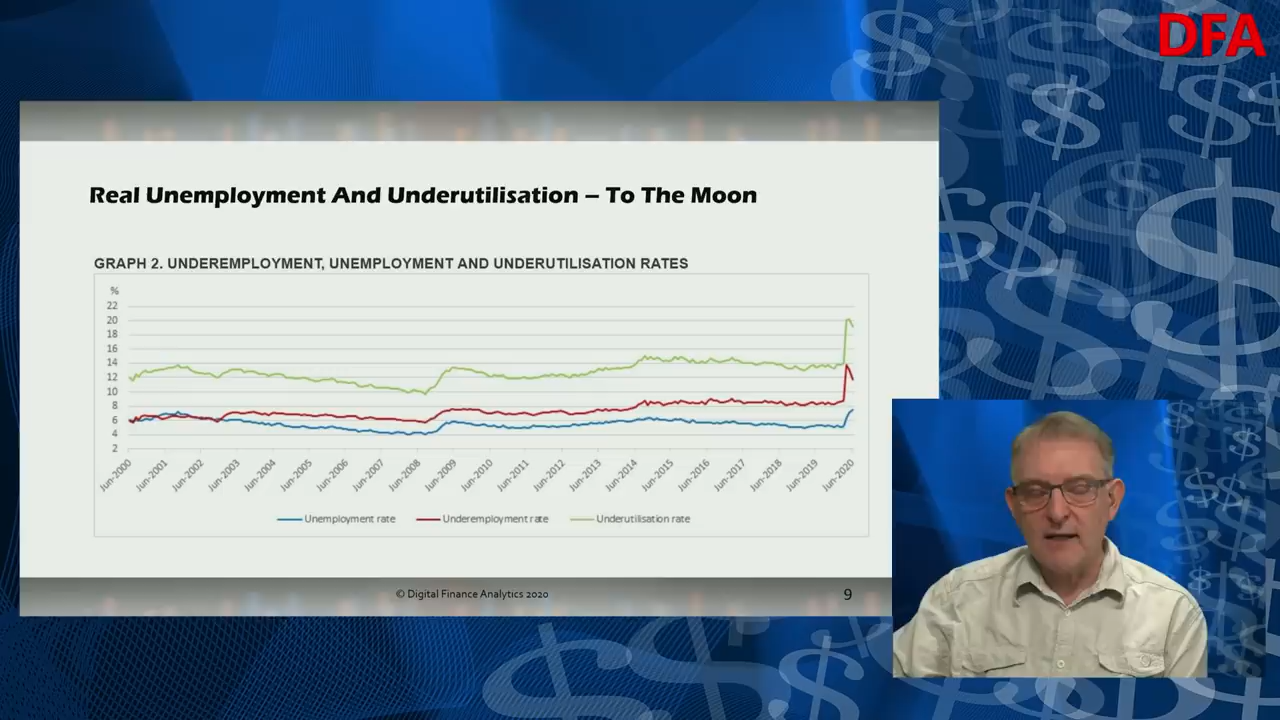 DFA
Real Unemployment And Underutilisation – To The Moon
GRAPH 2. UNDEREMPLOYMENT, UNEMPLOYMENT AND UNDERUTILISATION RATES
%
22
20
18
16
14
12
10
8
6
4
2
Jun-2000 Jun-2001 Jun-2002 Jun-2003 Jun-2004 Jun-2005 Jun-2006 Jun-2007 Jun-2008 Jun-2009 Jun-2010 Jun-2011 Jun-2012 Jun-2013 Jun-2014 Jun-2015 Jun-2016 Jun-2017 Jun-2018 Jun-2019 Jun-2020
Unemployment rate Underemployment rate Underutilisation rate
© Digital Finance Analytics 2020 9